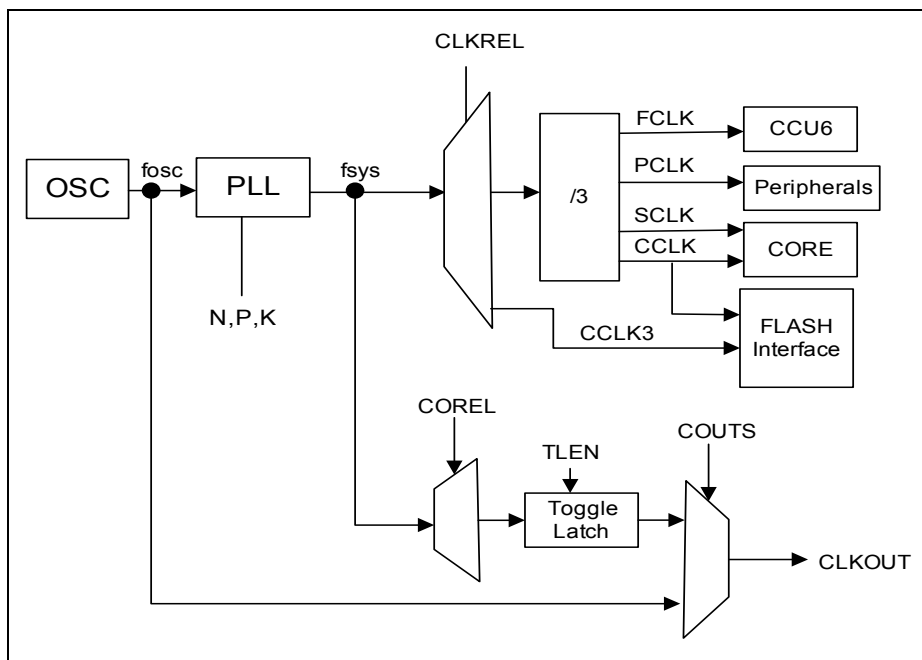 CLKREL
FCLK
CCU6
fosc
fsys
PCLK
OSC
PLL
/3
Peripherals
SCLK
CCLK
CORE
N,P,K
CCLK3
FLASH
Interface
COREL
COUTS
TLEN
Toggle
Latch
CLKOUT